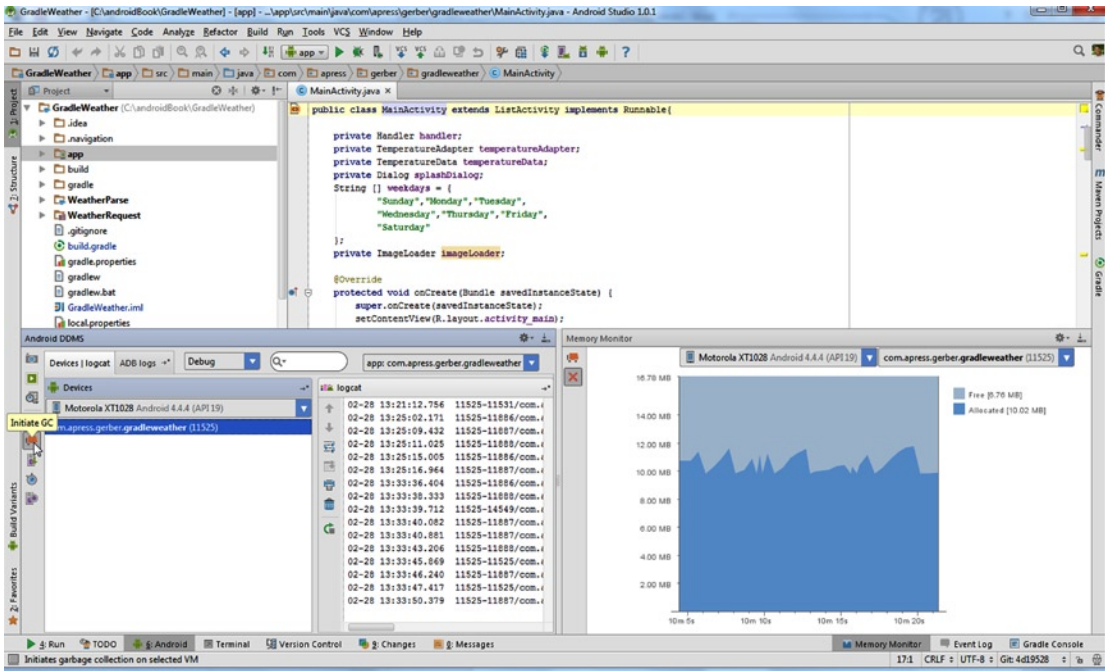 GradleWeather - [C:\androidBook\GradleWeather] - [app] - ...\app\src\main\java\com\apress\gerber\gradleweather\MainActivity.java - Android Studio 1.0.1
File Edit View Navigate Code Analyze Refactor Build Run Tools VCS Window Help
app
GradleWeather app src main java com apress gerber gradleweather MainActivity
1: Project
2: Structure
Build Variants
2: Favorites
Project
GradleWeather (C:\androidBook\GradleWeather)
.idea
.navigation
app
build
gradle
WeatherParse
WeatherRequest
.gitignore
build.gradle
gradle.properties
gradlew
gradlew.bat
GradleWeather.iml
local.properties
MainActivity.java ×
public class MainActivity extends ListActivity implements Runnable{
private Handler handler;
private TemperatureAdapter temperatureAdapter;
private TemperatureData temperatureData;
private Dialog splashDialog;
String [] weekdays = {
"Sunday","Monday","Tuesday",
"Wednesday","Thursday","Friday",
"Saturday"
};
private ImageLoader imageLoader;
@Override
protected void onCreate(Bundle savedInstanceState) {
super.onCreate(savedInstanceState);
setContentView(R.layout.activity_main);
Commander
Maven Projects
Gradle
Android DDMS
Devices | logcat ADB logs Debug app: com.apress.gerber.gradleweather
Devices
Motorola XT1028 Android 4.4.4 (API 19)
Initiate GC
om.apress.gerber.gradleweather (11525)
logcat
02-28 13:21:12.756 11525-11531/com.a
02-28 13:25:02.171 11525-11886/com.a
02-28 13:25:09.432 11525-11887/com.a
02-28 13:25:11.025 11525-11888/com.a
02-28 13:25:15.005 11525-11886/com.a
02-28 13:25:16.964 11525-11887/com.a
02-28 13:33:36.404 11525-11886/com.a
02-28 13:33:38.333 11525-11888/com.a
02-28 13:33:39.712 11525-14549/com.a
02-28 13:33:40.082 11525-11887/com.a
02-28 13:33:40.881 11525-11887/com.a
02-28 13:33:43.206 11525-11888/com.a
02-28 13:33:45.869 11525-11525/com.a
02-28 13:33:46.240 11525-11887/com.a
02-28 13:33:47.417 11525-11525/com.a
02-28 13:33:50.379 11525-11887/com.a
Memory Monitor
Motorola XT1028 Android 4.4.4 (API 19) com.apress.gerber.gradleweather (11525)
16.78 MB
14.00 MB
12.00 MB
10.00 MB
8.00 MB
6.00 MB
4.00 MB
2.00 MB
10m 5s 10m 10s 10m 15s 10m 20s
Free [6.76 MB]
Allocated [10.02 MB]
4: Run TODO 6: Android Terminal Version Control 9: Changes 0: Messages Memory Monitor Event Log Gradle Console
Initiates garbage collection on selected VM 17:1 CRLF UTF-8 Git: 4d19528